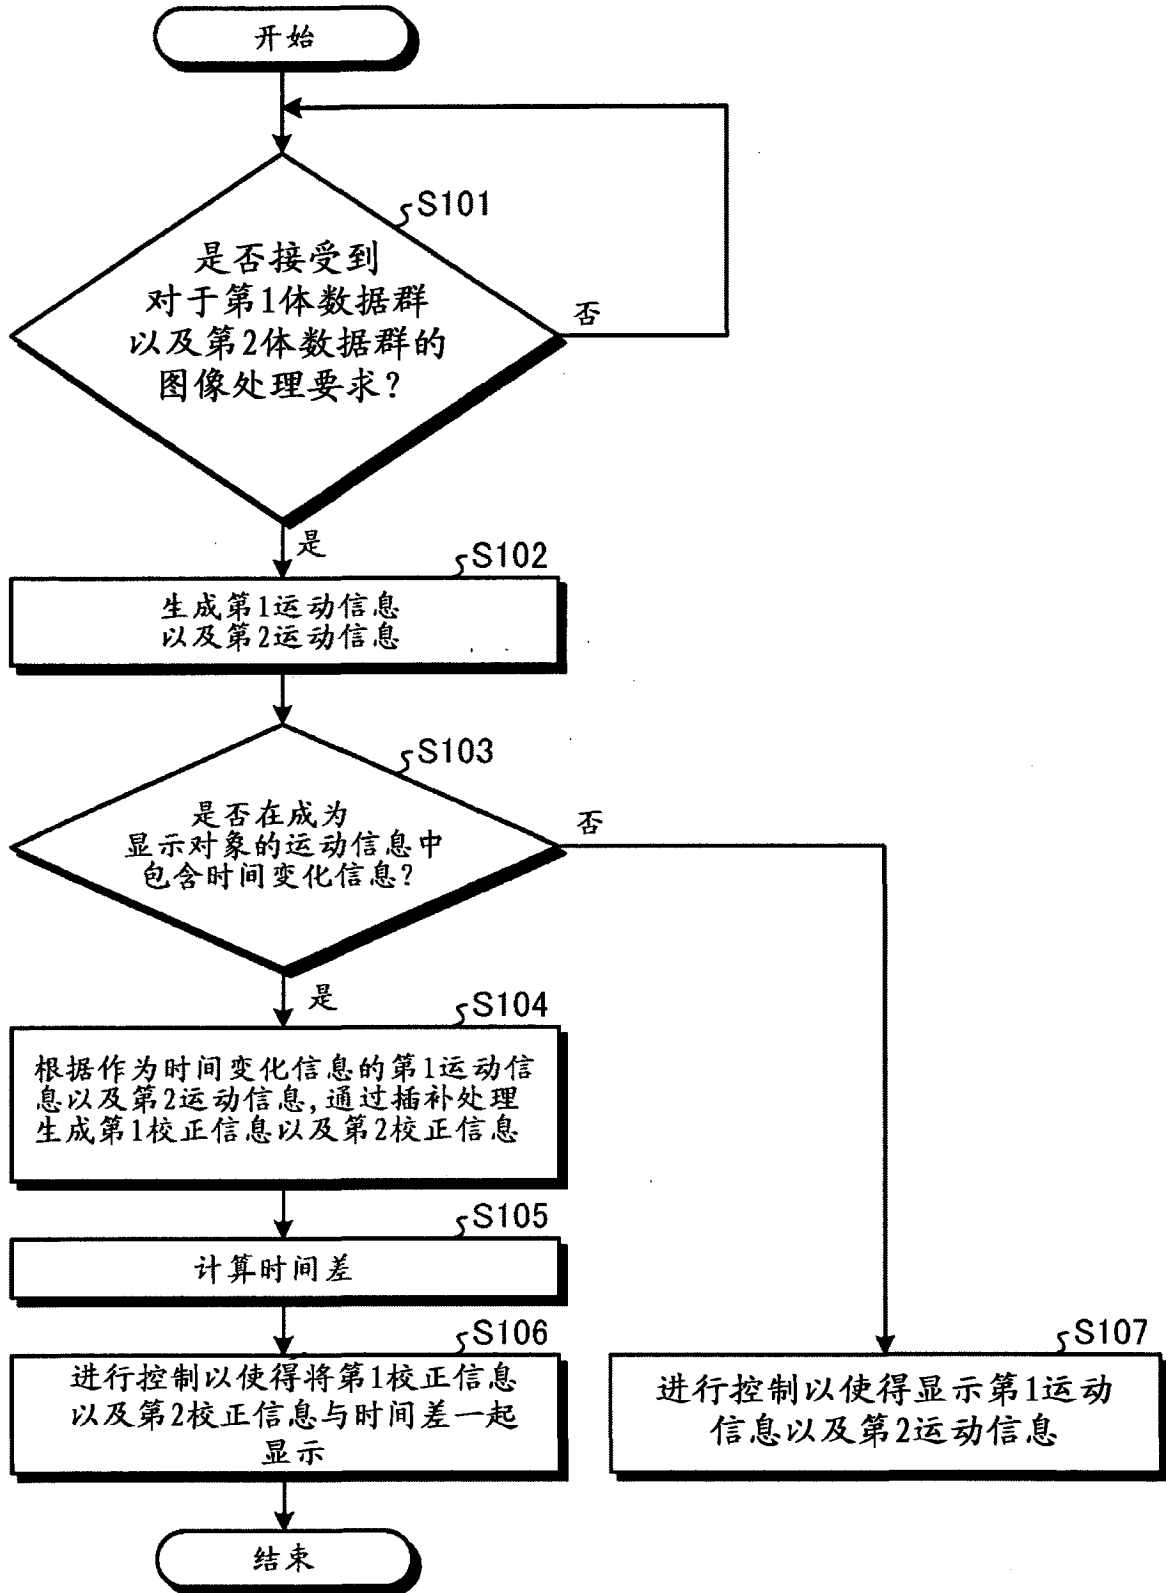 开始
S101
是否接受到
对于第1体数据群
以及第2体数据群的
图像处理要求?
否
是
S102
生成第1运动信息
以及第2运动信息
S103
是否在成为
显示对象的运动信息中
包含时间变化信息?
否
是
S104
根据作为时间变化信息的第1运动信
息以及第2运动信息,通过插补处理
生成第1校正信息以及第2校正信息
S105
计算时间差
S106
进行控制以使得将第1校正信息
以及第2校正信息与时间差一起
显示
S107
进行控制以使得显示第1运动
信息以及第2运动信息
结束